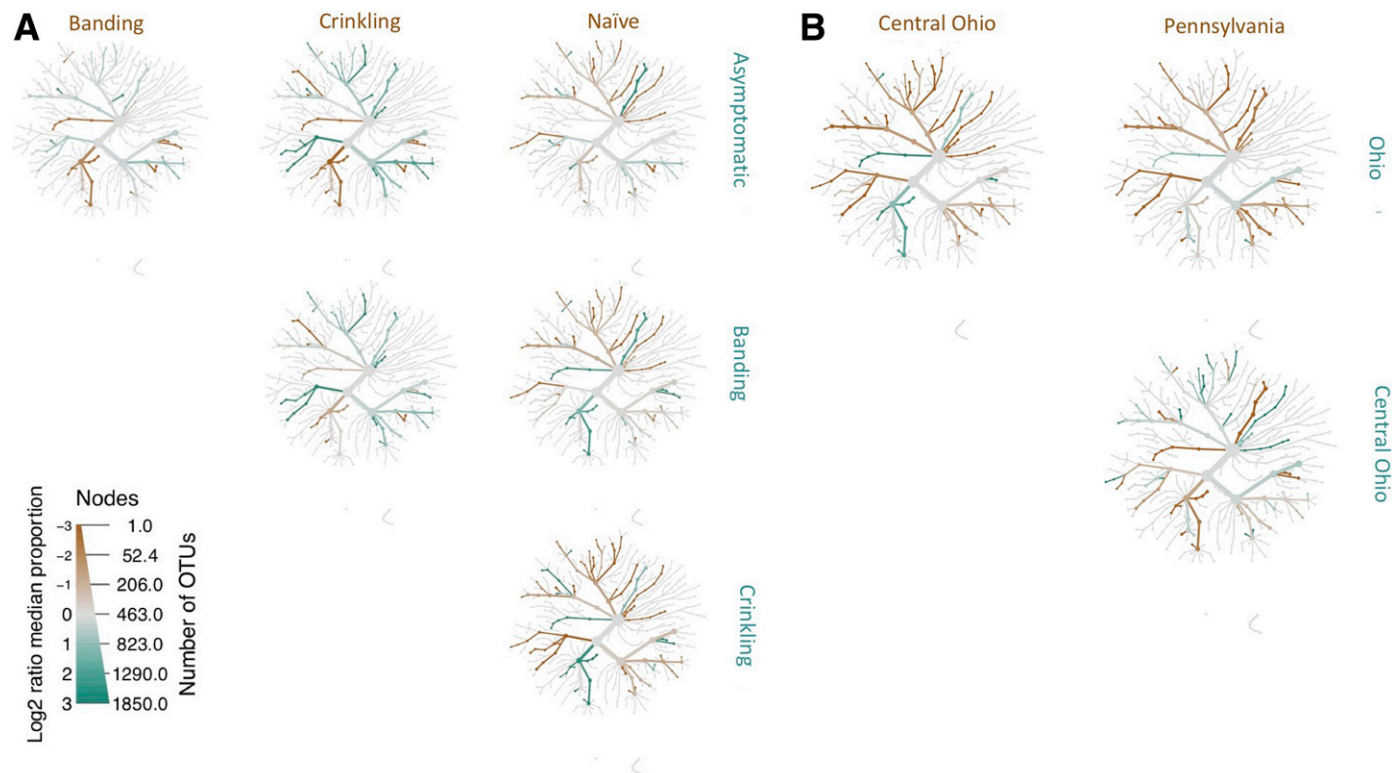 A
Banding
Crinkling
Naïve
Asymptomatic
Banding
Crinkling
Nodes
Log2 ratio median proportion
Number of OTUs
-3 1.0
-2 52.4
-1 206.0
0 463.0
1 823.0
2 1290.0
3 1850.0
B
Central Ohio
Pennsylvania
Ohio
Central Ohio